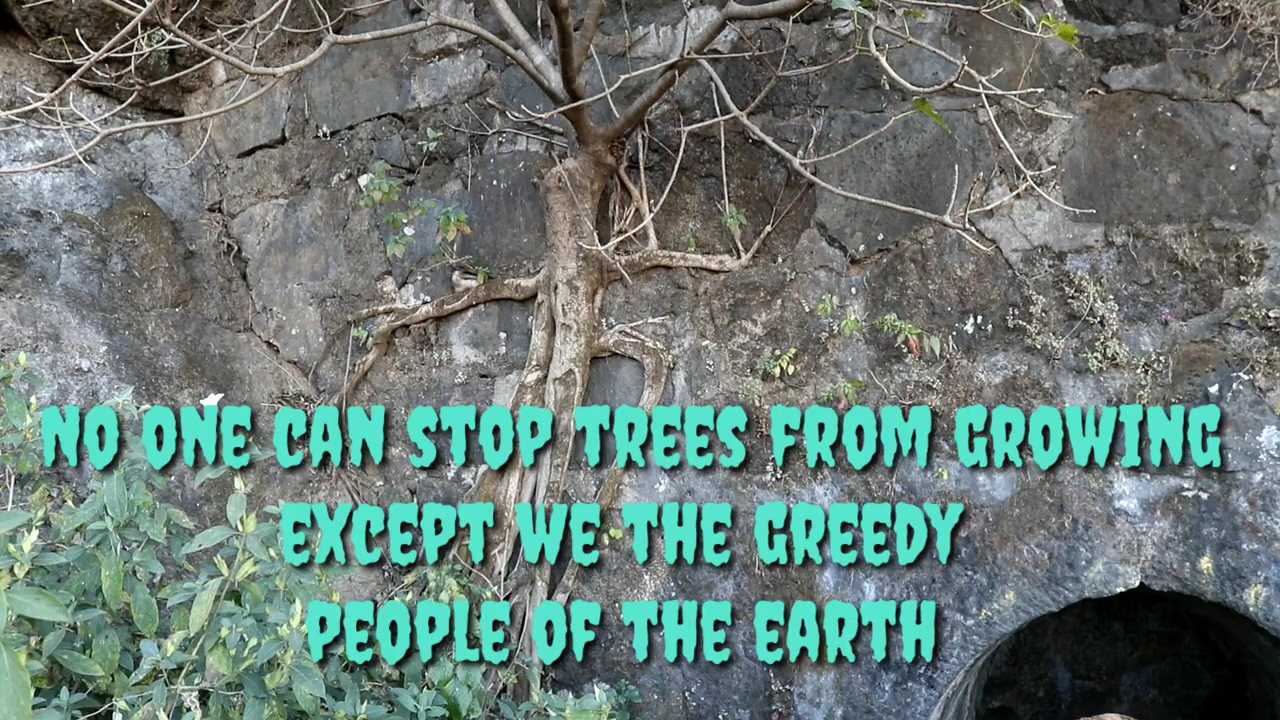 NO ONE CAN STOP TREES FROM GROWING
EXCEPT WE THE GREEDY
PEOPLE OF THE EARTH